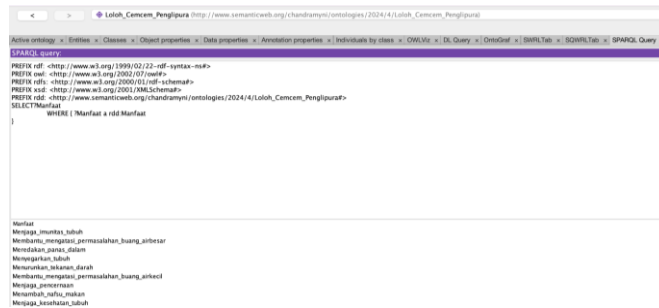 < > Loloh_Cemcem_Penglipura (http://www.semanticweb.org/chandramyni/ontologies/2024/4/Loloh_Cemcem_Penglipura)
Active ontology × Entities × Classes × Object properties × Data properties × Annotation properties × Individuals by class × OWLViz × DL Query × OntoGraf × SWRLTab × SQWRLTab × SPARQL Query
SPARQL query:
PREFIX rdf: <http://www.w3.org/1999/02/22-rdf-syntax-ns#>
PREFIX owl: <http://www.w3.org/2002/07/owl#>
PREFIX rdfs: <http://www.w3.org/2000/01/rdf-schema#>
PREFIX xsd: <http://www.w3.org/2001/XMLSchema#>
PREFIX rdd: <http://www.semanticweb.org/chandramyni/ontologies/2024/4/Loloh_Cemcem_Penglipura#>
SELECT?Manfaat
WHERE { ?Manfaat a rdd:Manfaat
}
Manfaat
Menjaga_imunitas_tubuh
Membantu_mengatasi_permasalahan_buang_airbesar
Meredakan_panas_dalam
Menyegarkan_tubuh
Menurunkan_tekanan_darah
Membantu_mengatasi_permasalahan_buang_airkecil
Menjaga_pencernaan
Menambah_nafsu_makan
Menjaga_kesehatan_tubuh